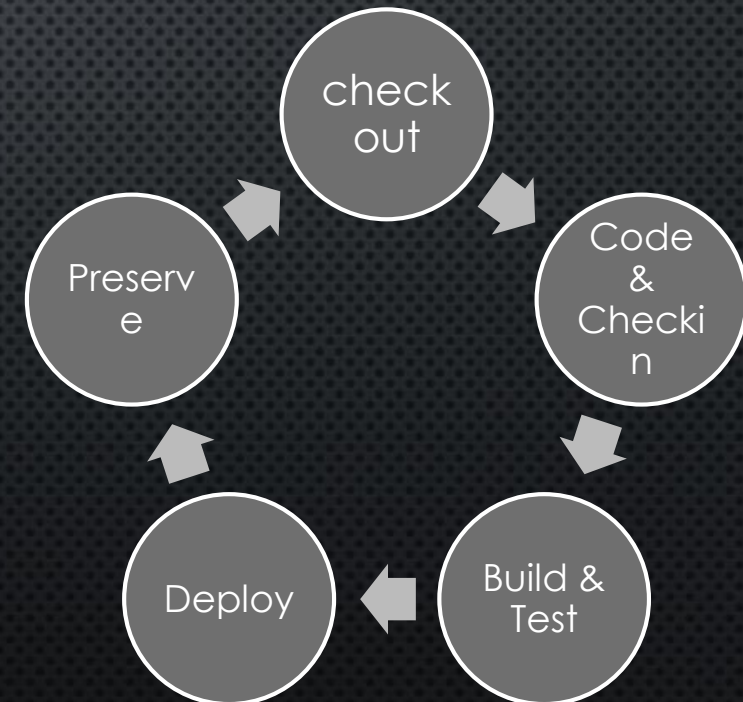 check
out
Code
&
Checki
n
Build &
Test
Deploy
Preserv
e